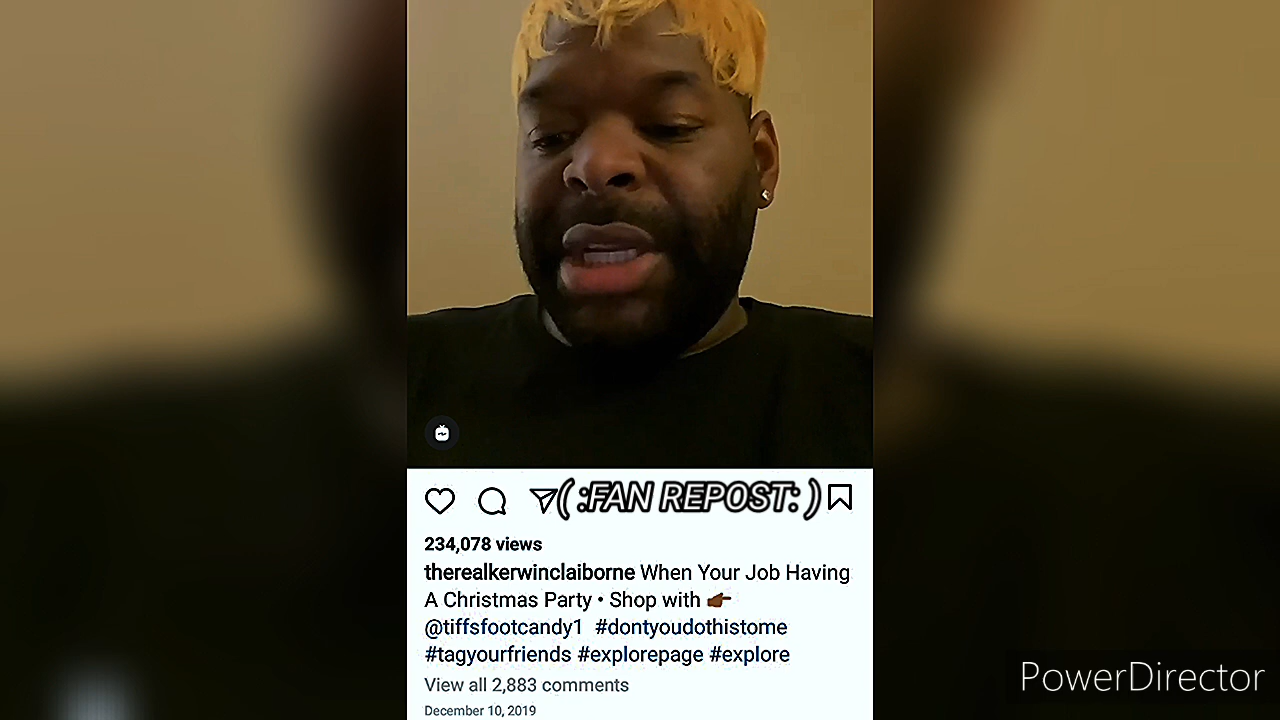 ( :FAN REPOST: )
234,078 views
therealkerwinclaiborne When Your Job Having
A Christmas Party • Shop with 👉🏾
@tiffsfootcandy1 #dontyoudothistome
#tagyourfriends #explorepage #explore
View all 2,883 comments
December 10, 2019
PowerDirector